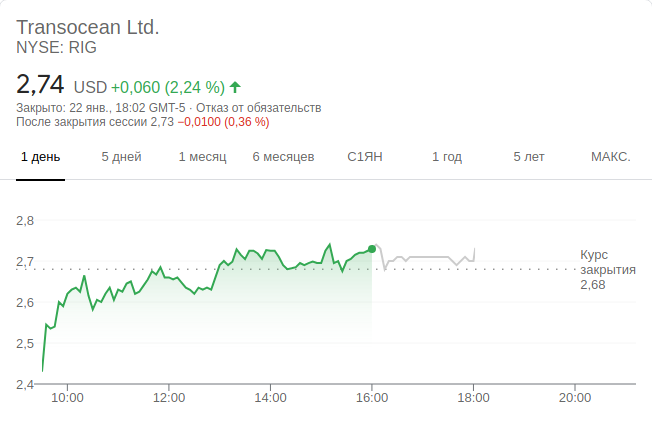 Transocean Ltd.
NYSE: RIG
2,74 USD +0,060 (2,24 %)
Закрыто: 22 янв., 18:02 GMT-5 · Отказ от обязательств
После закрытия сессии 2,73 −0,0100 (0,36 %)
1 день 5 дней 1 месяц 6 месяцев С1ЯН 1 год 5 лет МАКС.
2,8
2,7
2,6
2,5
2,4
Курс
закрытия
2,68
10:00 12:00 14:00 16:00 18:00 20:00